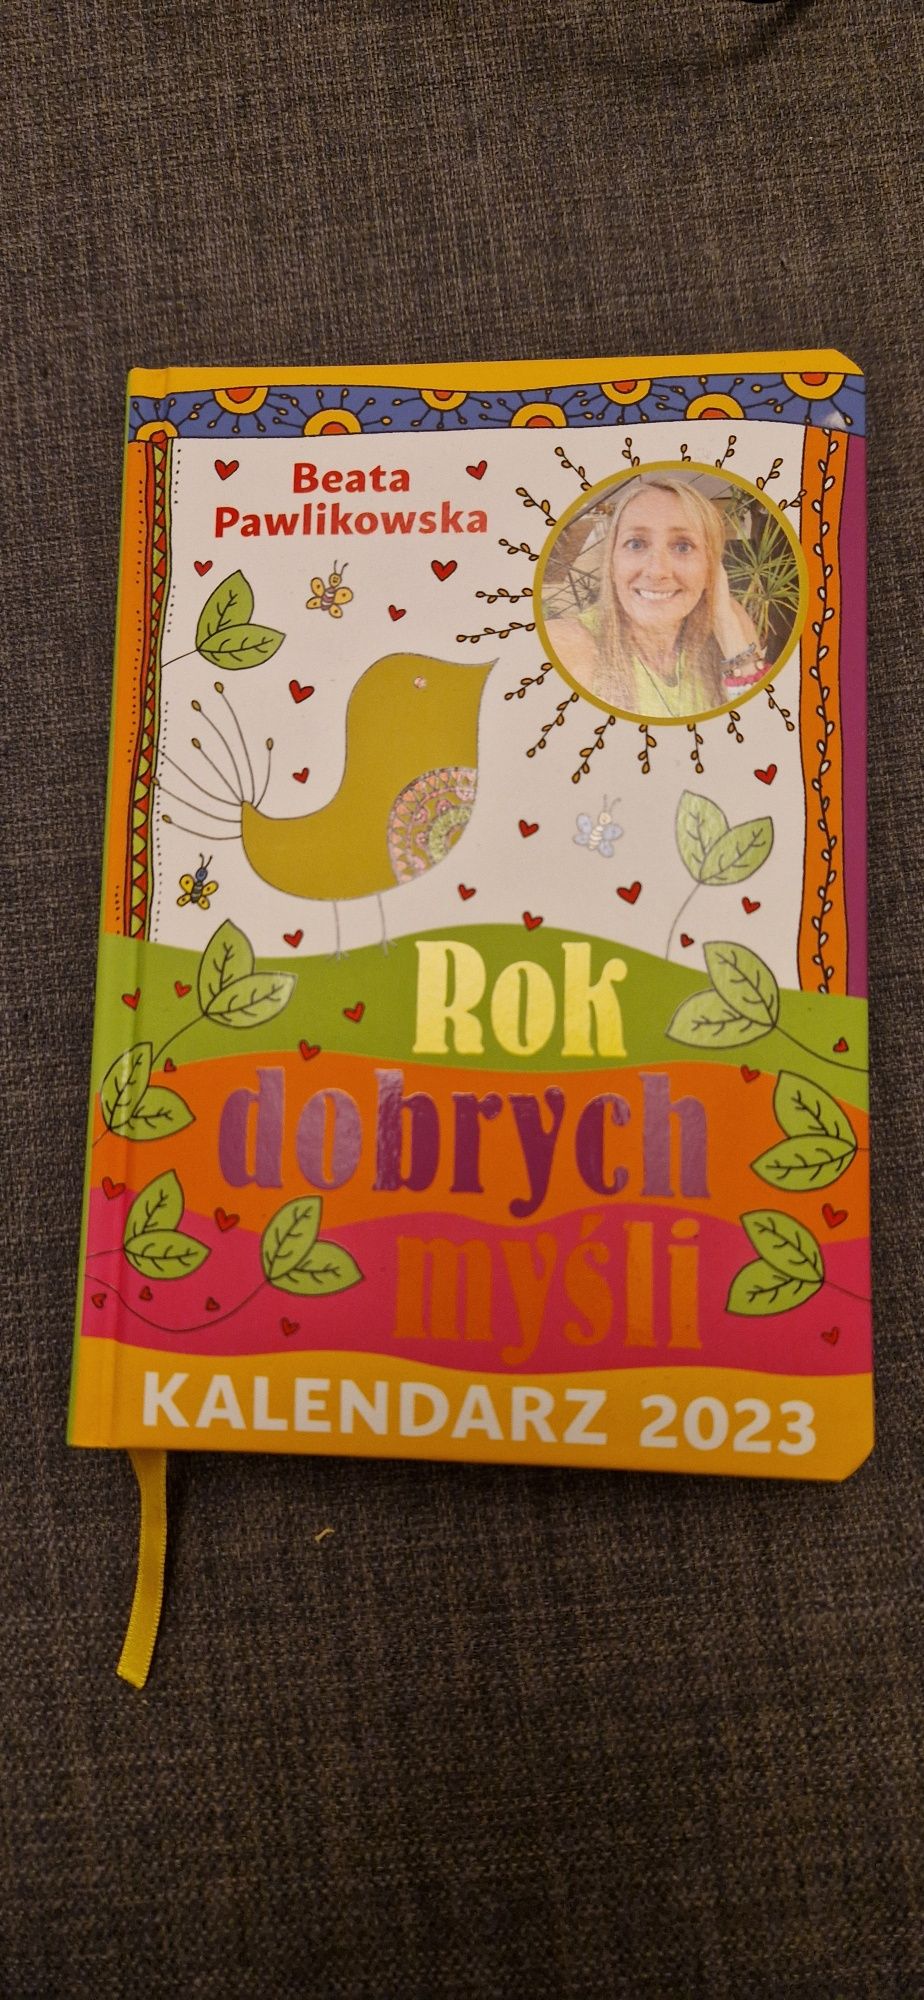 Beata
Pawlikowska
Rok
dobrych
myśli
KALENDARZ 2023